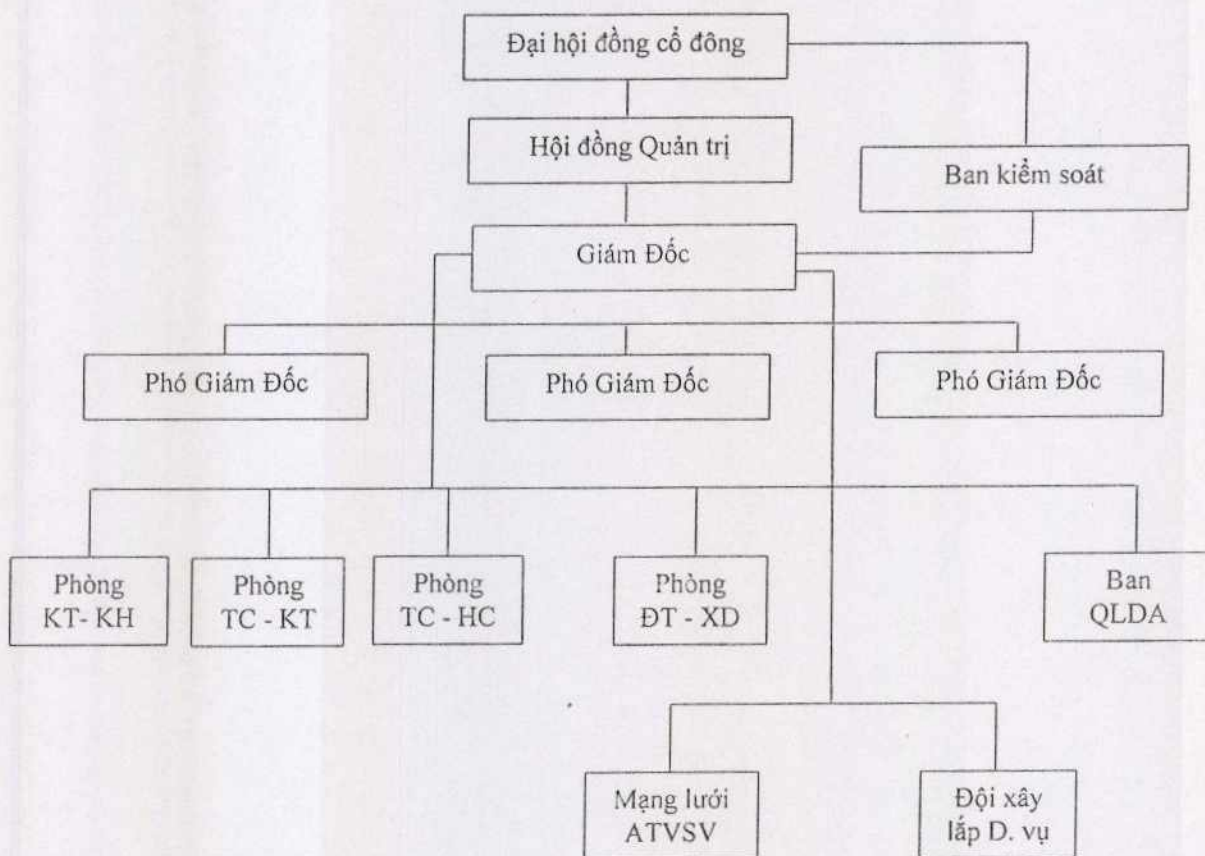 Đại hội đồng cổ đông
Hội đồng Quản trị
Ban kiểm soát
Giám Đốc
Phó Giám Đốc
Phó Giám Đốc
Phó Giám Đốc
Phòng
KT- KH
Phòng
TC - KT
Phòng
TC - HC
Phòng
ĐT - XD
Ban
QLDA
Mạng lưới
ATVSV
Đội xây
lắp D. vụ